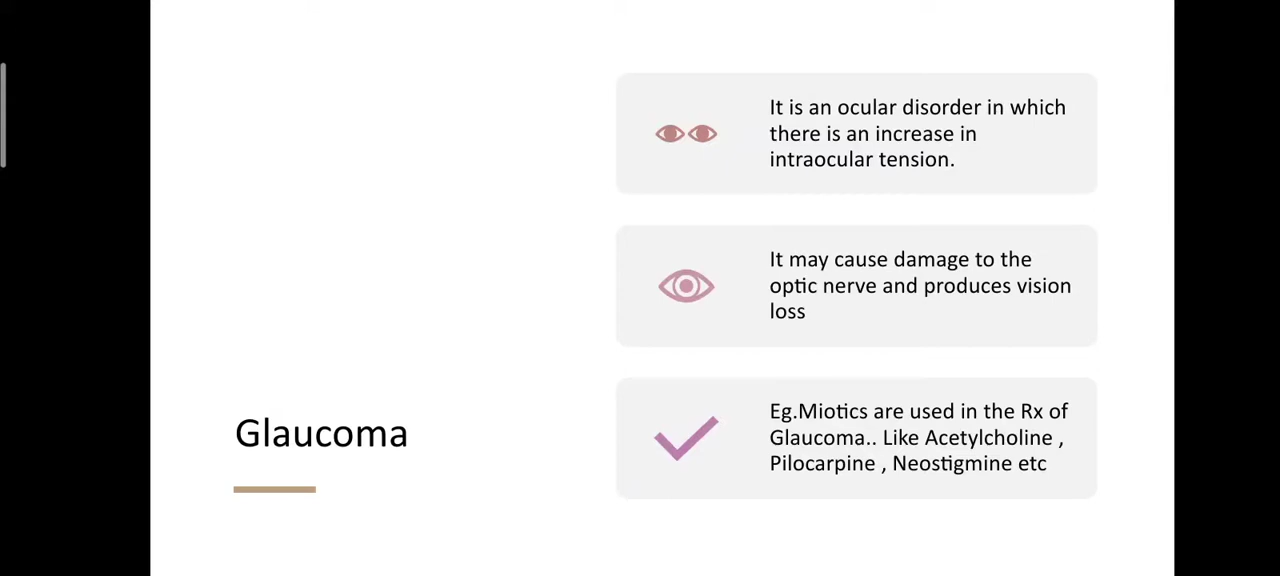 It is an ocular disorder in which
there is an increase in
intraocular tension.
It may cause damage to the
optic nerve and produces vision
loss
Glaucoma
Eg.Miotics are used in the Rx of
Glaucoma.. Like Acetylcholine ,
Pilocarpine , Neostigmine etc